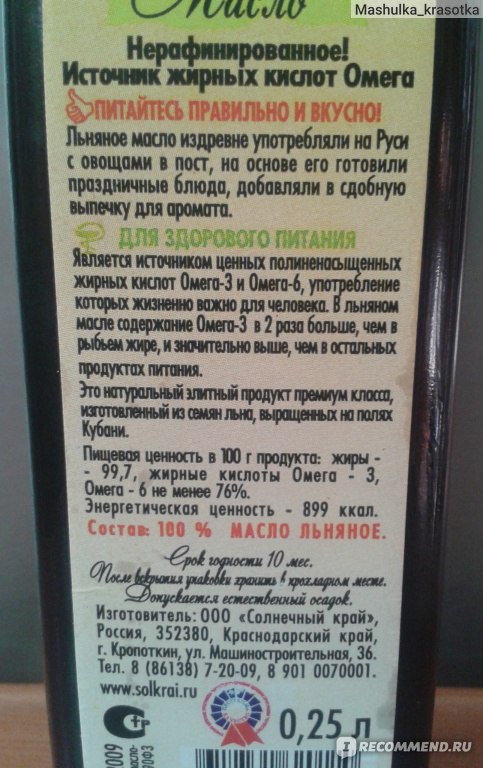 Mashulka_krasotka
Масло
Нерафинированное!
Источник жирных кислот Омега
ПИТАЙТЕСЬ ПРАВИЛЬНО И ВКУСНО!
Льняное масло издревле употребляли на Руси
с овощами в пост, на основе его готовили
праздничные блюда, добавляли в сдобную
выпечку для аромата.
ДЛЯ ЗДОРОВОГО ПИТАНИЯ
Является источником ценных полиненасыщенных
жирных кислот Омега-3 и Омега-6, употребление
которых жизненно важно для человека. В льняном
масле содержание Омега-3 в 2 раза больше, чем в
рыбьем жире, и значительно выше, чем в остальных
продуктах питания.
Это натуральный элитный продукт премиум класса,
изготовленный из семян льна, выращенных на полях
Кубани.
Пищевая ценность в 100 г продукта: жиры -
- 99,7, жирные кислоты Омега - 3,
Омега - 6 не менее 76%.
Энергетическая ценность - 899 ккал.
Состав: 100 % МАСЛО ЛЬНЯНОЕ.
Срок годности 10 мес.
После вскрытия упаковки хранить в прохладном месте.
Допускается естественный осадок.
Изготовитель: ООО «Солнечный край»,
Россия, 352380, Краснодарский край,
г. Кропоткин, ул. Машиностроительная, 36.
Тел. 8 (86138) 7-20-09, 8 901 0070001.
www.solkrai.ru
0,25 л
IRECOMMEND.RU